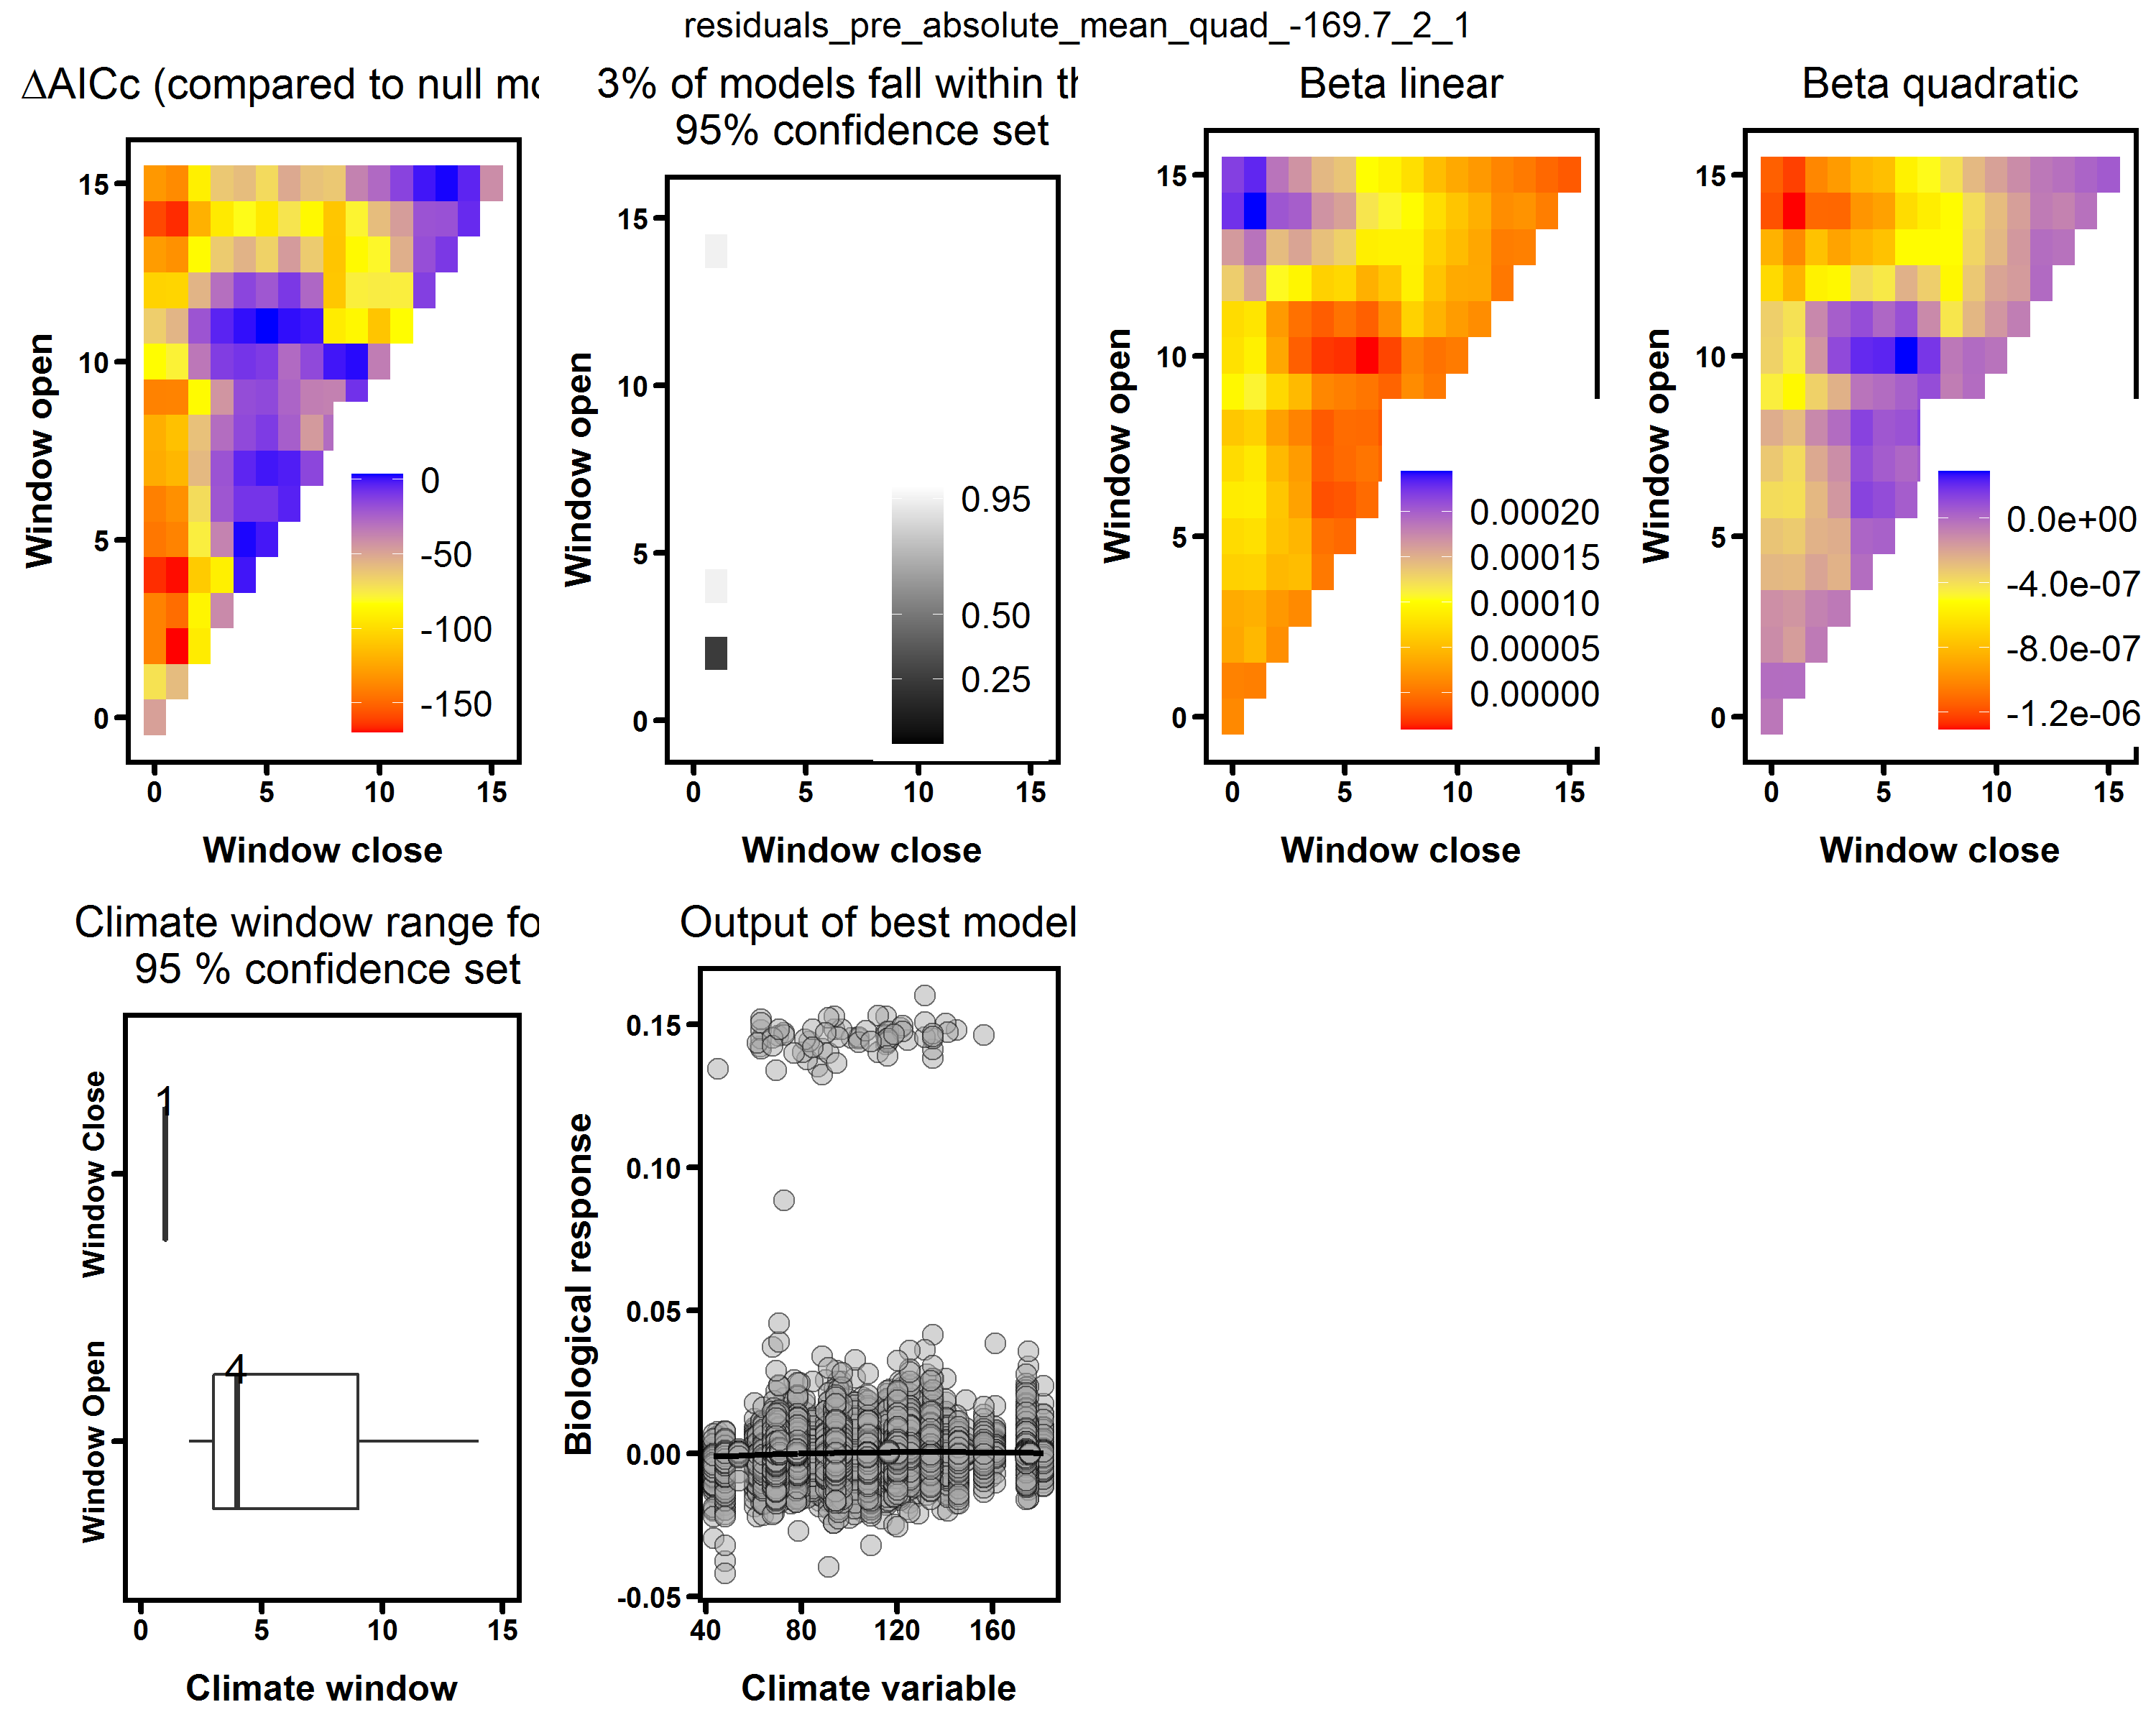 residuals_pre_absolute_mean_quad_-169.7_2_1
ΔAICc (compared to null mo
3% of models fall within th
95% confidence set
Beta linear
Beta quadratic
Window open
15
10
5
0
0
-50
-100
-150
0 5 10 15
Window close
Window open
15
10
5
0
0.95
0.50
0.25
0 5 10 15
Window close
Window open
15
10
5
0
0.00020
0.00015
0.00010
0.00005
0.00000
0 5 10 15
Window close
Window open
15
10
5
0
0.0e+00
-4.0e-07
-8.0e-07
-1.2e-06
0 5 10 15
Window close
Climate window range fo
95 % confidence set
Window Close
Window Open
1
4
0 5 10 15
Climate window
Output of best model
Biological response
0.15
0.10
0.05
0.00
-0.05
40 80 120 160
Climate variable